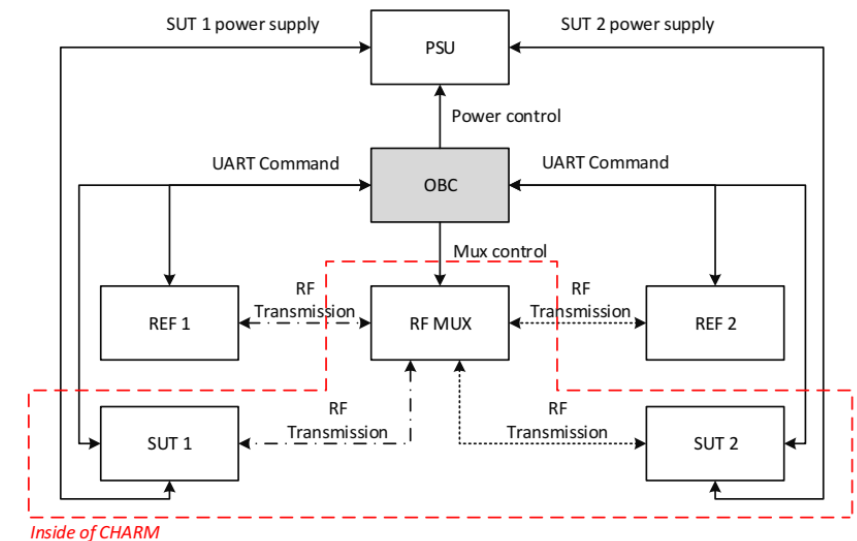 SUT 1 power supply
PSU
SUT 2 power supply
Power control
UART Command
OBC
UART Command
Mux control
REF 1
RF
Transmission
RF MUX
RF
Transmission
REF 2
SUT 1
RF
Transmission
RF
Transmission
SUT 2
Inside of CHARM